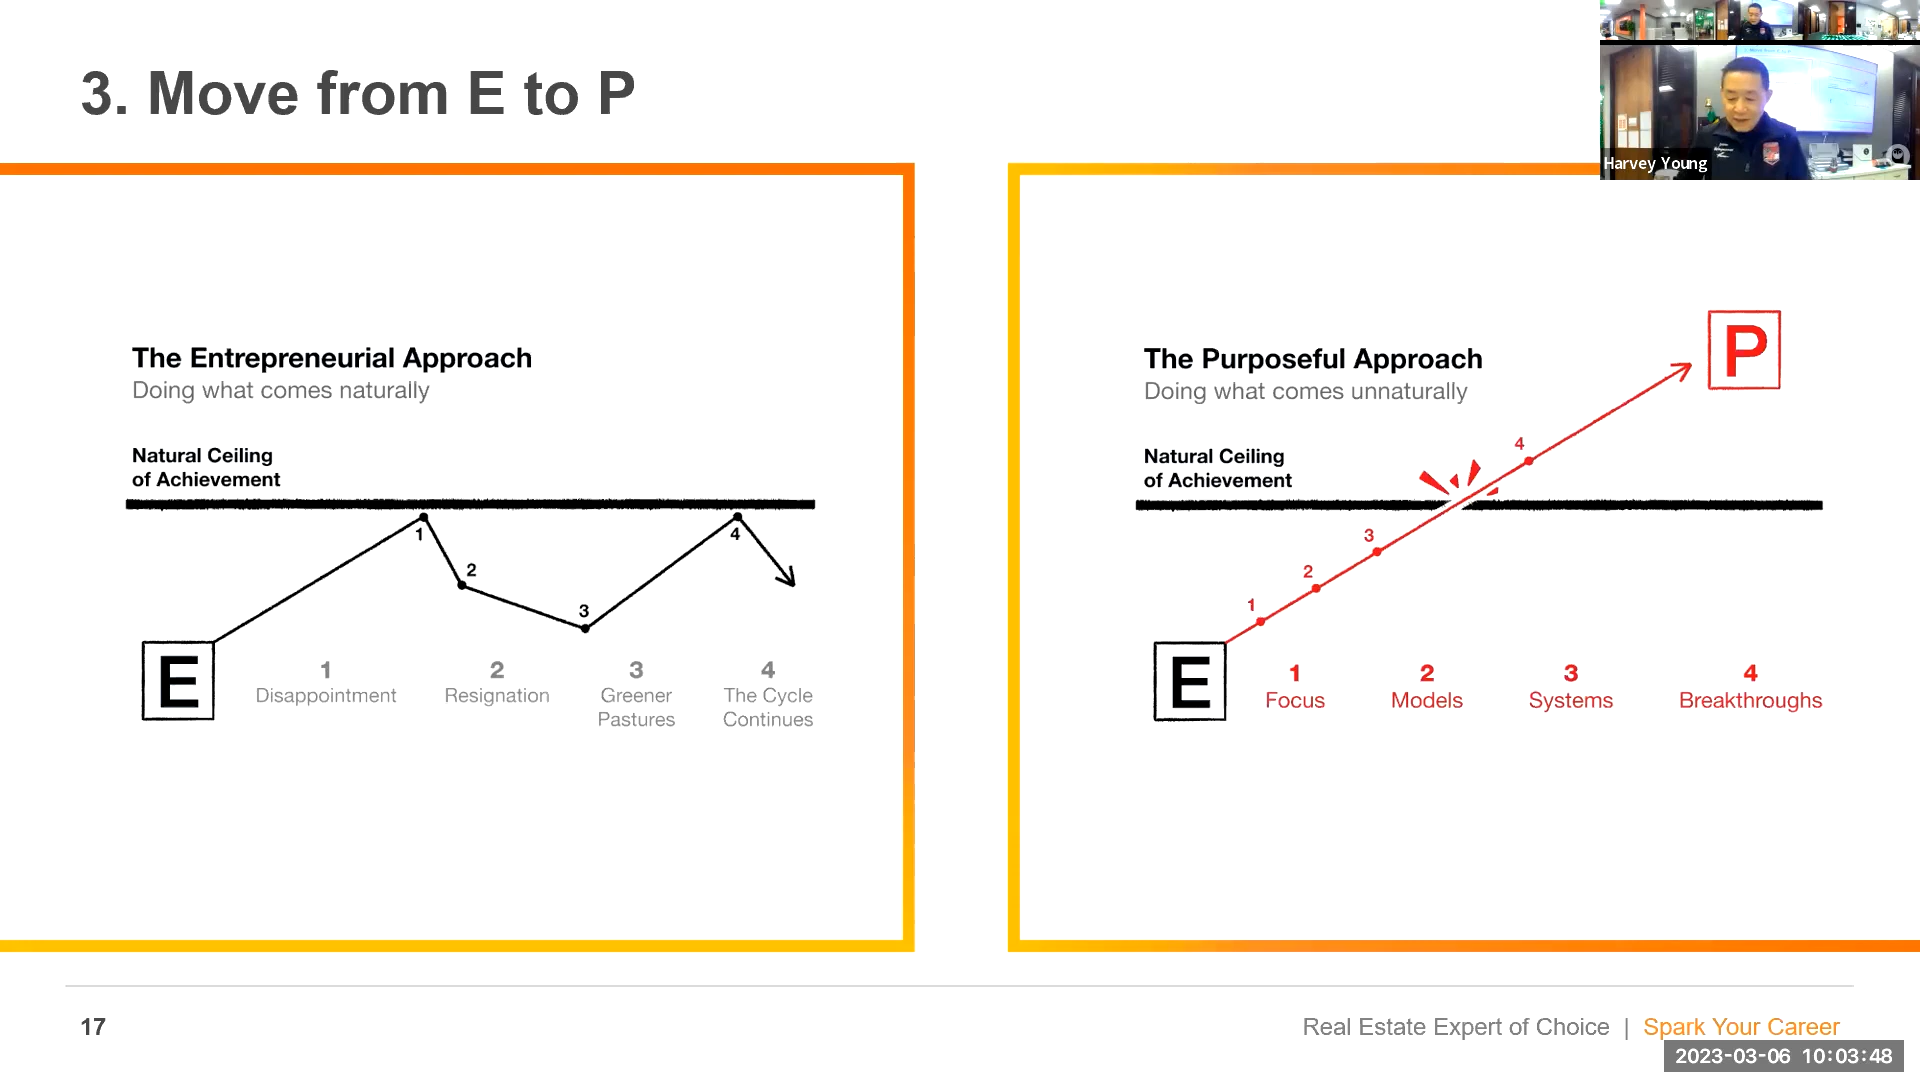 3. Move from E to P
Harvey Young
The Entrepreneurial Approach
Doing what comes naturally
Natural Ceiling
of Achievement
1
2
3
4
E
1
Disappointment
2
Resignation
3
Greener
Pastures
4
The Cycle
Continues
The Purposeful Approach
Doing what comes unnaturally
P
Natural Ceiling
of Achievement
4
3
2
1
E
1
Focus
2
Models
3
Systems
4
Breakthroughs
17
Real Estate Expert of Choice | Spark Your Career
2023-03-06 10:03:48